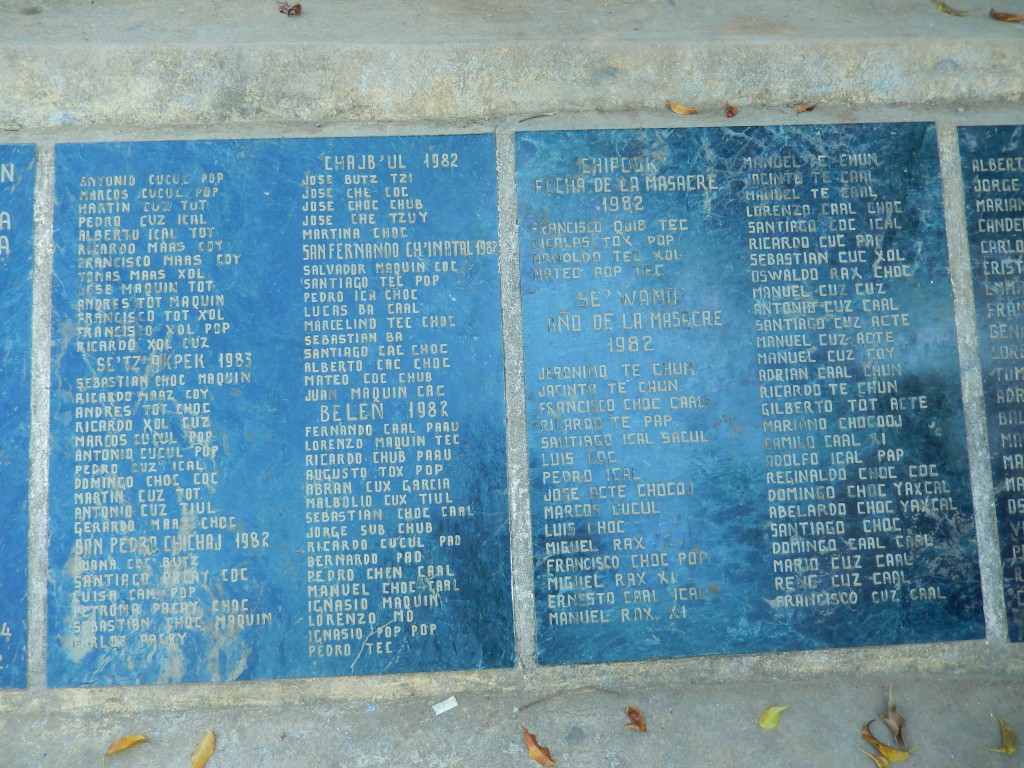 N
A
A
4
2
ANTONIO CUCUL POP
MARCOS CUCUL POP
MARTIN CUZ TOT
PEDRO CUZ ICAL
ALBERTO ICAL TOT
RICARDO MAAS COY
FRANCISCO MAAS COY
TOMAS MAAS XOL
JOSE MAQUIN TOT
ANDRES TOT MAQUIN
FRANCISCO TOT XOL
FRANCISCO XOL POP
RICARDO XOL CUZ
1983
SEBASTIAN CHOC MAQUIN
RICARDO MAAZ COY
ANDRES TOT CHOC
RICARDO XOL CUZ
MARCOS CUCUL POP
ANTONIO CUCUL POP
PEDRO CUZ ICAL
DOMINGO CHOC COC
MARTIN CUZ TOT
ANTONIO CUZ TIUL
GERARDO MAAS CHOC
SAN PEDRO CHICHAJ 1982
JUANA COC BUTZ
SANTIAGO PACAY COC
LUISA CAN POP
PETRONA PACAY CHOC
SEBASTIAN CHOC MAQUIN
CARLOS PACAY
CHAJB'UL 1982
JOSE BUTZ TZI
JOSE CHE COC
JOSE CHOC CHUB
JOSE CHE TZUY
MARTINA CHOC
SAN FERNANDO CH'INATAL 1982
SALVADOR MAQUIN COC
SANTIAGO TEC POP
PEDRO ICH CHOC
LUCAS BA CAAL
MARCELINO TEC CHOC
SEBASTIAN BA
SANTIAGO CAC CHOC
ALBERTO CAC CHOC
MATEO COC CHUB
JUAN MAQUIN CAC
BELEN 1982
FERNANDO CAAL PAAU
LORENZO MAQUIN TEC
RICARDO CHUB PAAU
AUGUSTO TOX POP
ABRAN CUX GARCIA
MALBOLIO CUX TIUL
SEBASTIAN CHOC CAAL
JORGE SUB CHUB
RICARDO CUCUL PAO
BERNARDO PAO
PEDRO CHEN CAAL
MANUEL CHOC CAAL
IGNASIO MAQUIN
LORENZO MO
IGNASIO POP POP
PEDRO TEC
CHIPOOK
FECHA DE LA MASACRE
1982
FRANCISCO QUIB TEC
NICOLAS TOX POP
ARNOLDO TEC XOL
MATEO POP TEC
SE' WAMO'
AÑO DE LA MASACRE
1982
JERONIMO TE CHUN
JACINTO TE CHUN
FRANCISCO CHOC CAAL
RICARDO TE PAP
SANTIAGO ICAL SACUL
LUIS COC
PEDRO ICAL
JOSE ACTE CHOCOJ
MARCOS CUCUL
LUIS CHOC
MIGUEL RAX
FRANCISCO CHOC POP
MIGUEL RAX XI
ERNESTO CAAL ICAL
MANUEL RAX XI
MANUEL TE CHUN
JACINTO TE CAAL
MANUEL TE CAAL
LORENZO CAAL CHOC
SANTIAGO COC ICAL
RICARDO CUC
SEBASTIAN CUC XOL
OSWALDO RAX CHOC
MANUEL CUZ CUZ
ANTONIO CUZ CAAL
SANTIAGO CUZ ACTE
MANUEL CUZ ACTE
MANUEL CUZ COY
ADRIAN CAAL CHUN
RICARDO TE CHUN
GILBERTO TOT ACTE
MARIANO CHOCOOJ
CAMILO CAAL XI
ADOLFO ICAL PAP
REGINALDO CHOC COC
DOMINGO CHOC YAXCAL
ABELARDO CHOC YAXCAL
SANTIAGO CHOC
DOMINGO CAAL CAAL
MARIO CUZ CAAL
RENE CUZ CAAL
FRANCISCO CUZ CAAL
ALBERT
JORGE
MARIAN
CANDE
CARLO